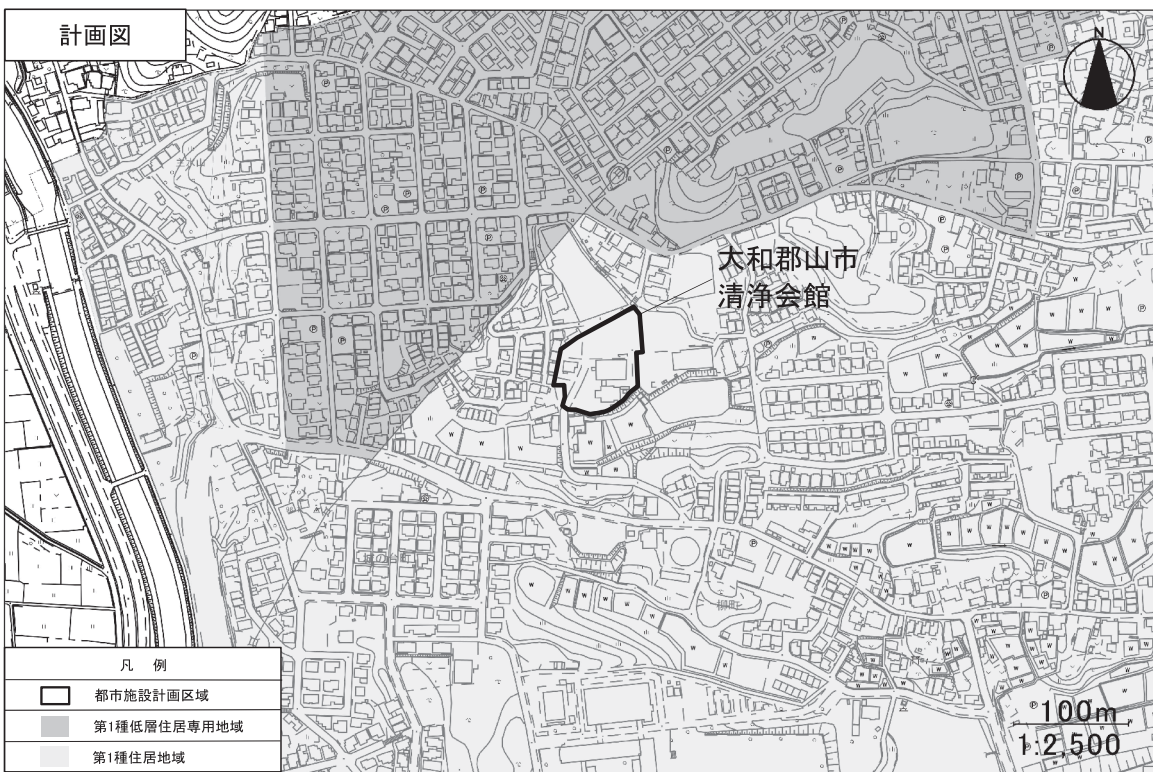 計画図
N
大和郡山市
清浄会館
凡 例
都市施設計画区域
第1種低層住居専用地域
第1種住居地域
100m
1:2,500